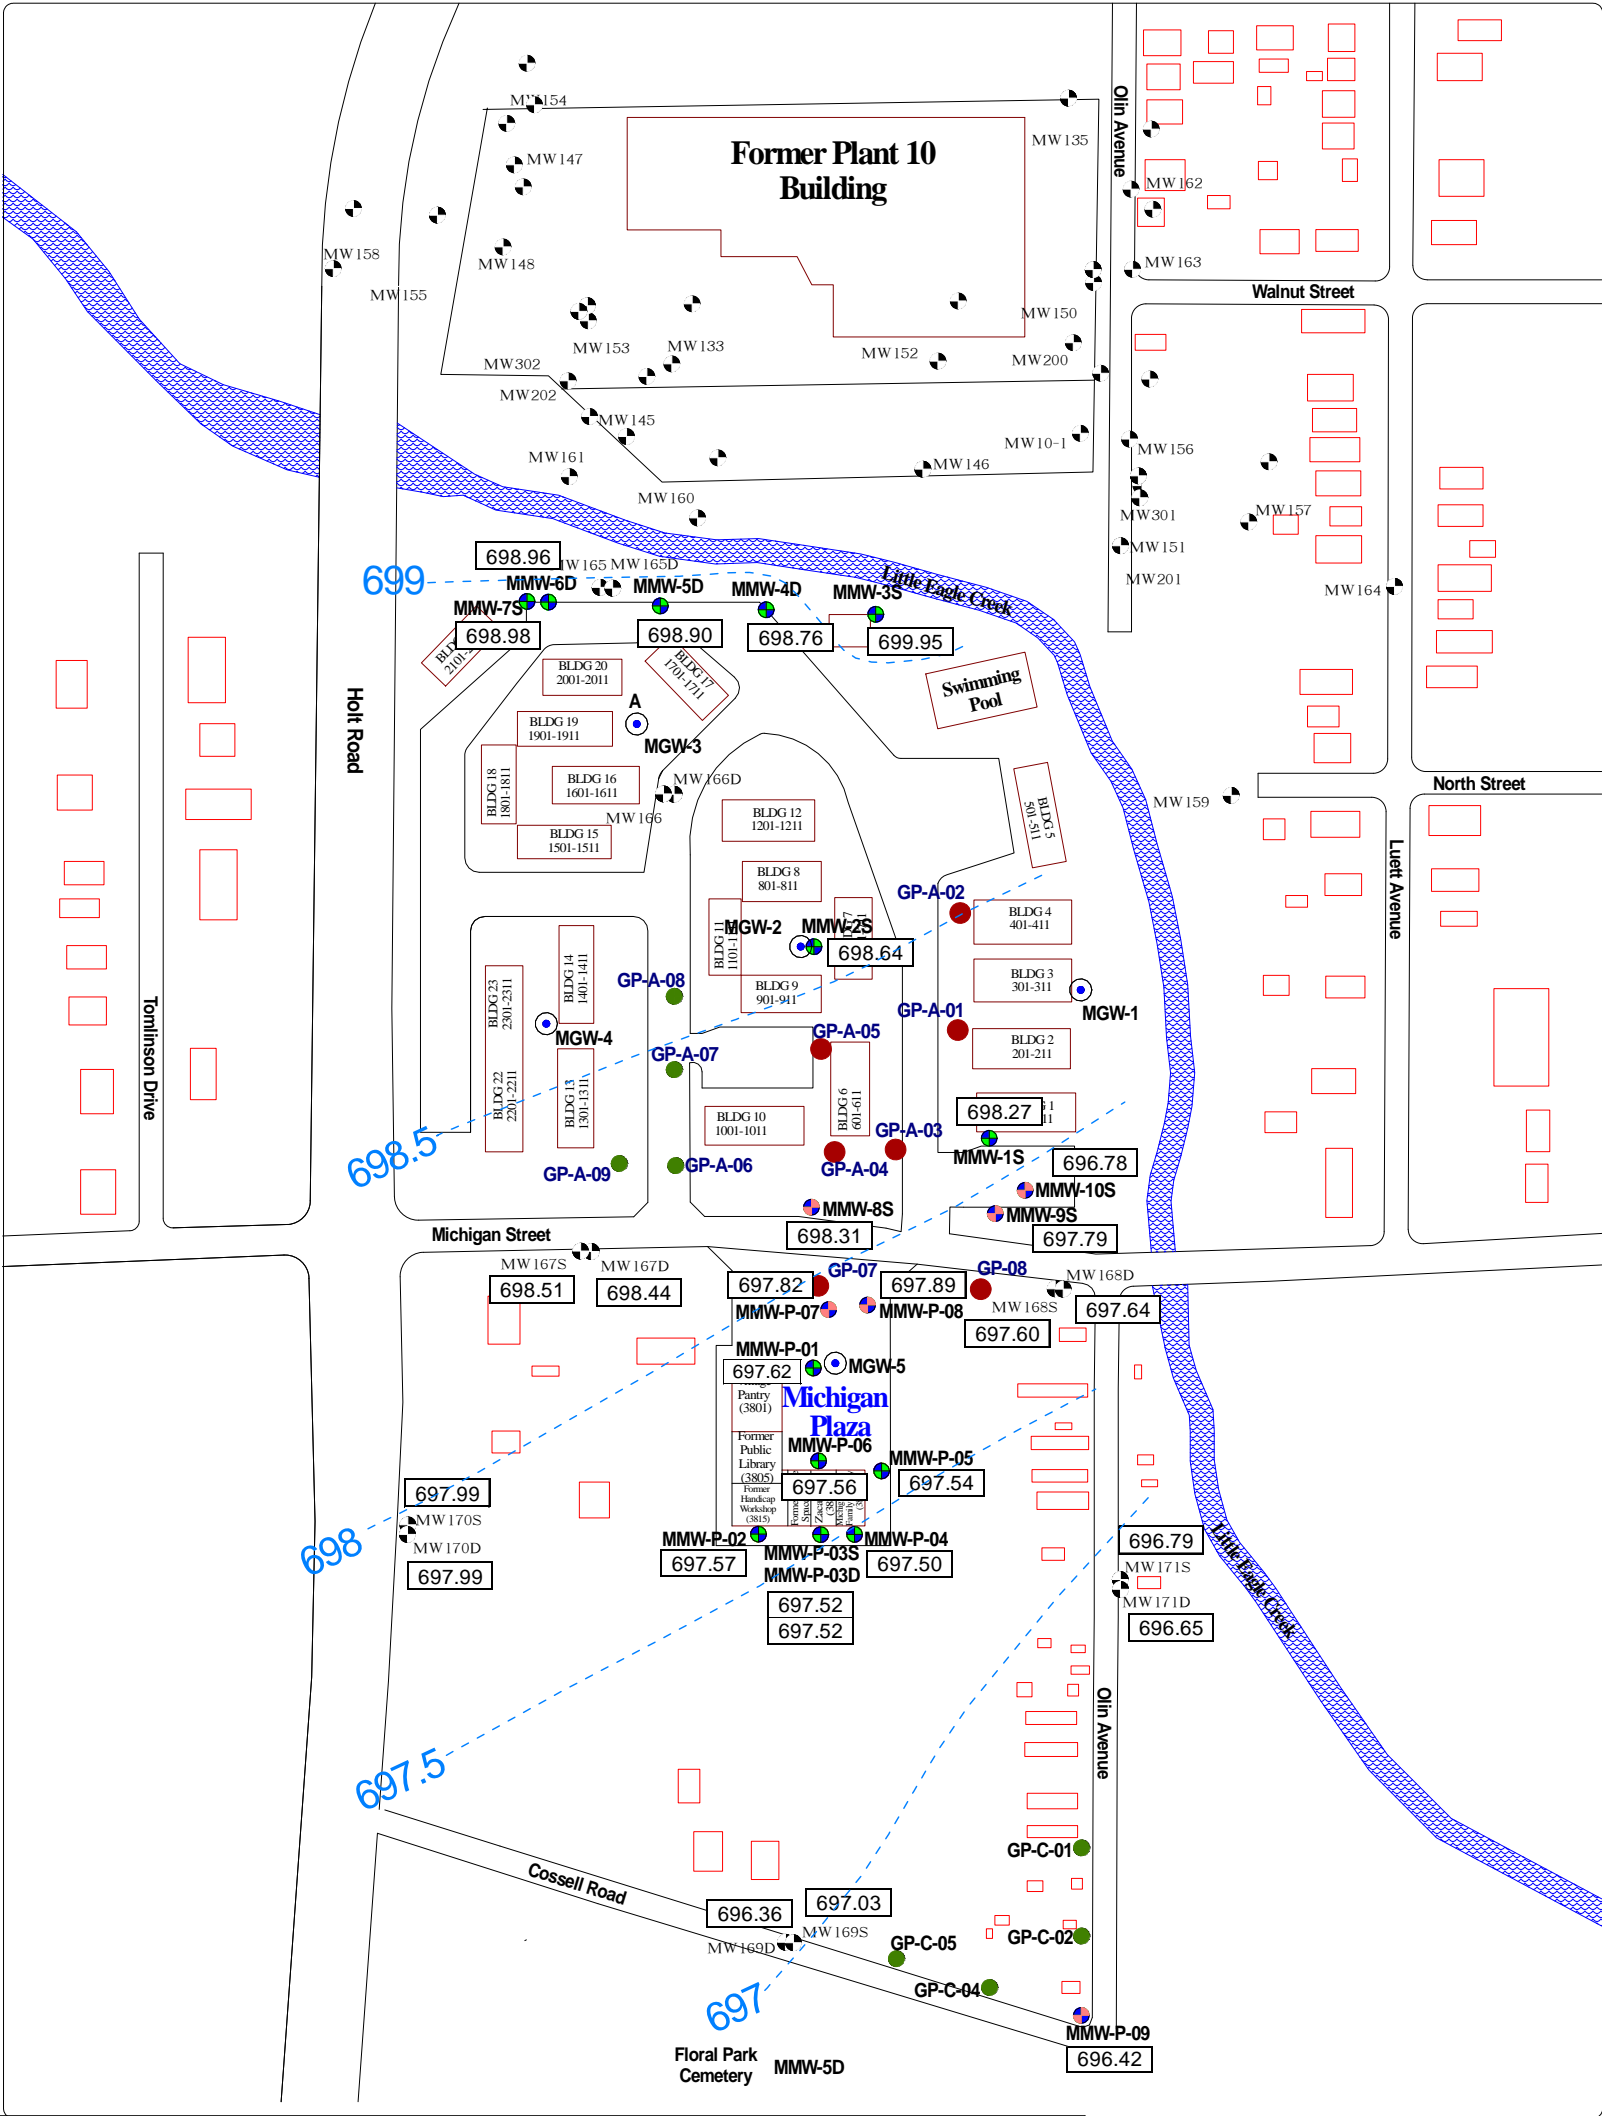 MW154
Former Plant 10
Building
MW135
Olin Avenue
MW147
MW162
MW158
MW148
MW155
MW163
Walnut Street
MW150
MW153
MW133
MW152
MW200
MW302
MW202
MW145
MW10-1
MW156
MW161
MW146
MW160
MW301
MW157
MW151
MW201
MW164
698.96
699
MW165D
MMW-6D
MMW-5D
MMW-4D
MMW-3S
Little Eagle Creek
MMW-7S
698.98
698.90
698.76
699.95
BLDG 20
2001-2011
BLDG 17
1701-1711
Swimming
Pool
Holt Road
A
BLDG 19
1901-1911
MGW-3
BLDG 18
1801-1811
BLDG 16
1601-1611
MW166D
MW166
BLDG 15
1501-1511
BLDG 12
1201-1211
BLDG 5
501-511
MW159
North Street
Luett Avenue
BLDG 8
801-811
GP-A-02
BLDG 4
401-411
BLDG 11
MGW-2
MMW-2S
698.64
BLDG 14
1401-1411
BLDG 23
2301-2311
GP-A-08
BLDG 9
901-911
BLDG 3
301-311
MGW-1
Tomlinson Drive
MGW-4
GP-A-01
GP-A-05
BLDG 2
201-211
GP-A-07
BLDG 22
2201-2211
BLDG 13
1301-1311
BLDG 6
601-611
BLDG 10
1001-1011
698.27
698.5
GP-A-03
MMW-1S
696.78
GP-A-09
GP-A-06
GP-A-04
MMW-10S
MMW-8S
MMW-9S
698.31
697.79
Michigan Street
MW167S
MW167D
698.51
698.44
697.82
GP-07
697.89
GP-08
MW168D
MMW-P-07
MMW-P-08
MW168S
697.64
697.60
MMW-P-01
697.62
MGW-5
Pantry
(3801)
Michigan
Plaza
Former
Public
Library
(3805)
MMW-P-06
MMW-P-05
697.56
697.54
Former
Handicap
Workshop
(3815)
697.99
MW170S
698
MW170D
697.99
MMW-P-02
MMW-P-03S
MMW-P-04
697.57
MMW-P-03D
697.50
697.52
697.52
696.79
MW171S
MW171D
696.65
Little Eagle Creek
Olin Avenue
697.5
GP-C-01
Cossell Road
696.36
697.03
MW169S
MW169D
GP-C-05
GP-C-02
GP-C-04
697
MMW-P-09
696.42
Floral Park
Cemetery
MMW-5D